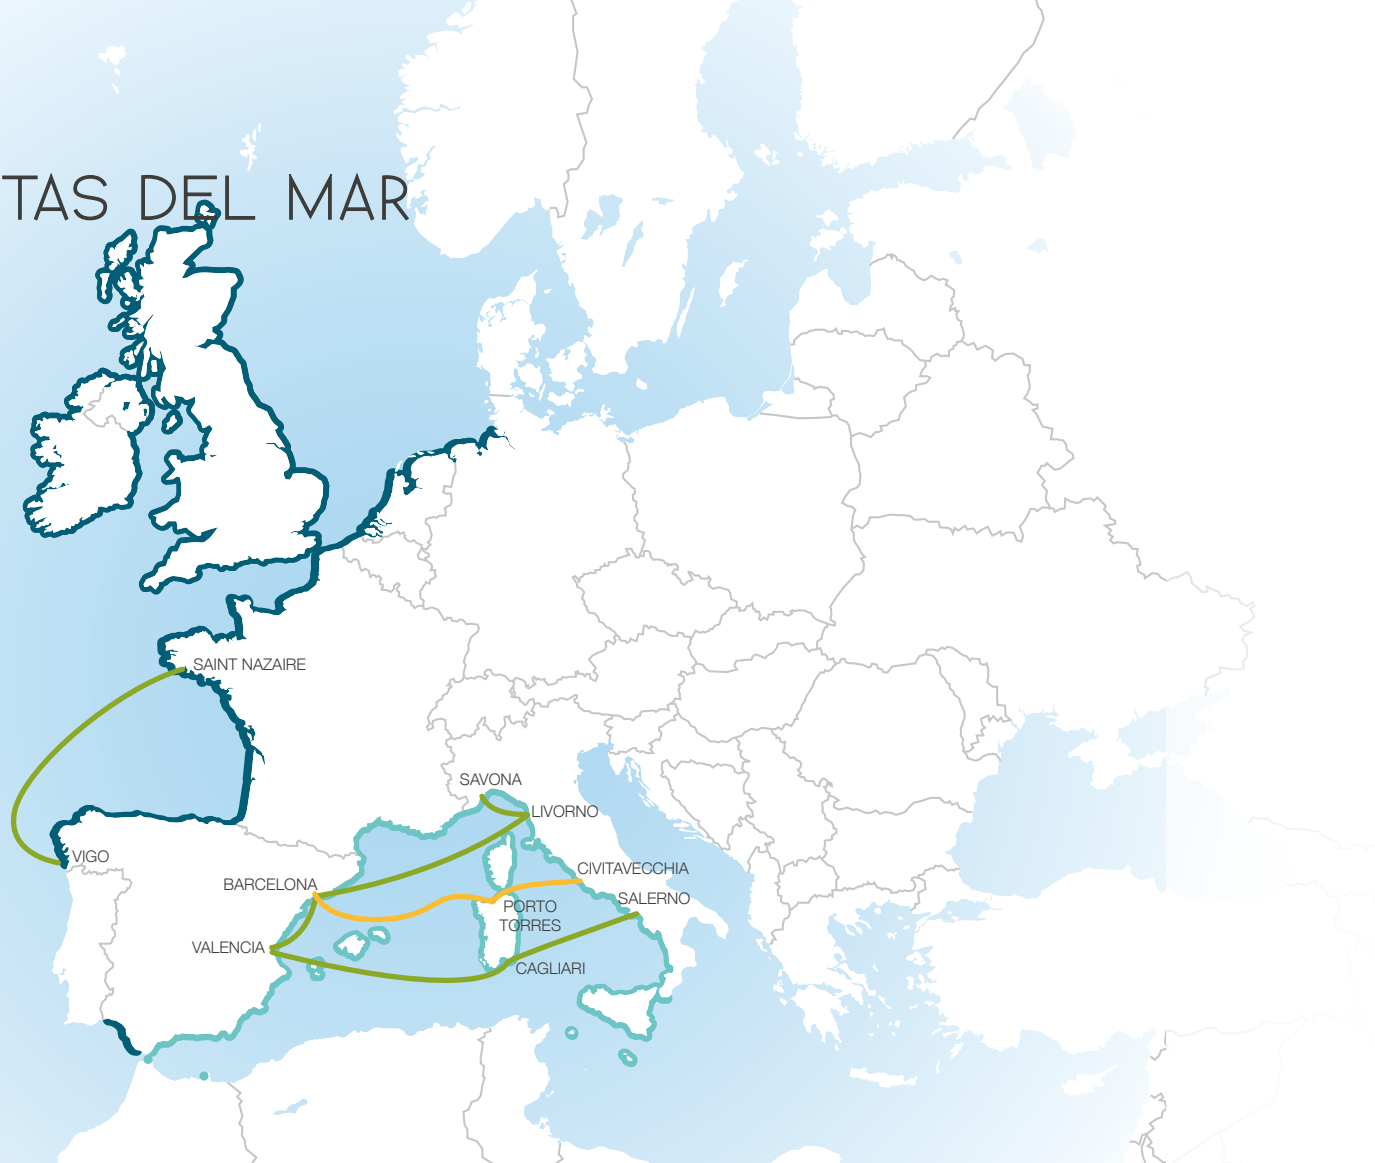 TAS DEL MAR
SAINT NAZAIRE
SAVONA
LIVORNO
VIGO
CIVITAVECCHIA
BARCELONA
SALERNO
PORTO
TORRES
VALENCIA
CAGLIARI